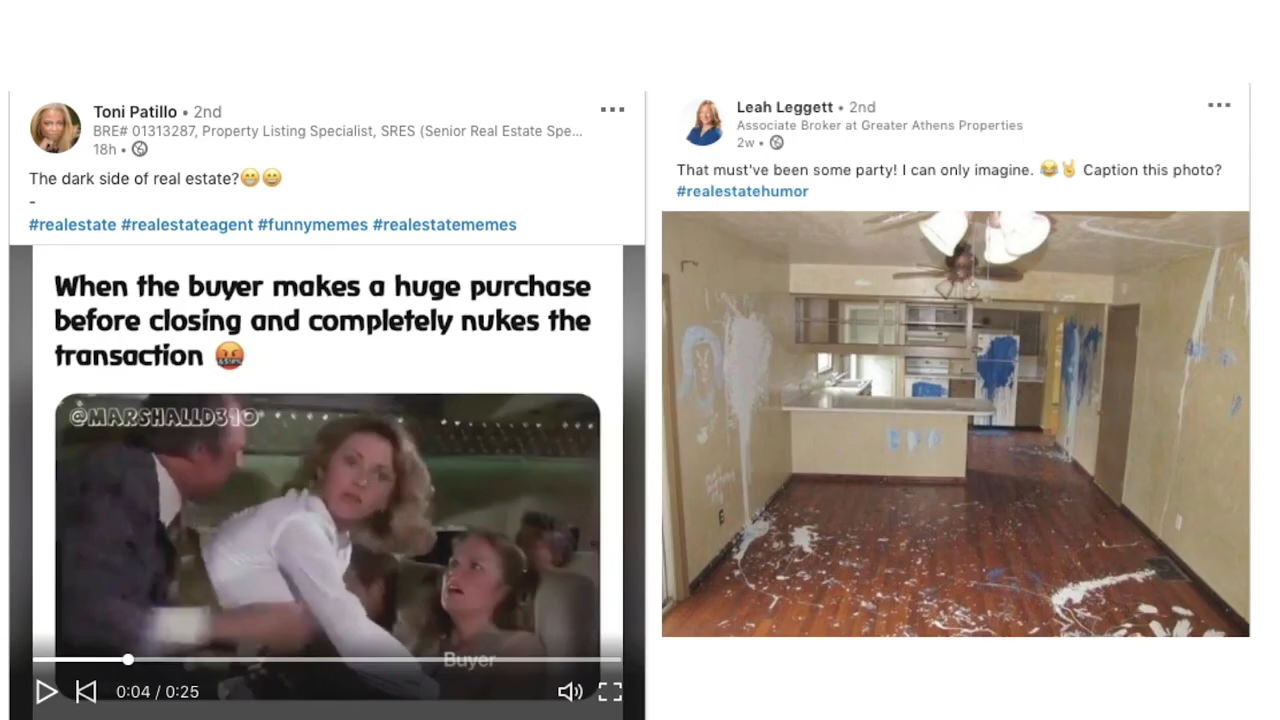 Toni Patillo • 2nd
BRE# 01313287, Property Listing Specialist, SRES (Senior Real Estate Spe...
18h •
The dark side of real estate?😁😄
-
#realestate #realestateagent #funnymemes #realestatememes
When the buyer makes a huge purchase
before closing and completely nukes the
transaction 🤬
@MARSHALLD310
Buyer
0:04 / 0:25
Leah Leggett • 2nd
Associate Broker at Greater Athens Properties
2w •
That must've been some party! I can only imagine. 😂🤘 Caption this photo?
#realestatehumor